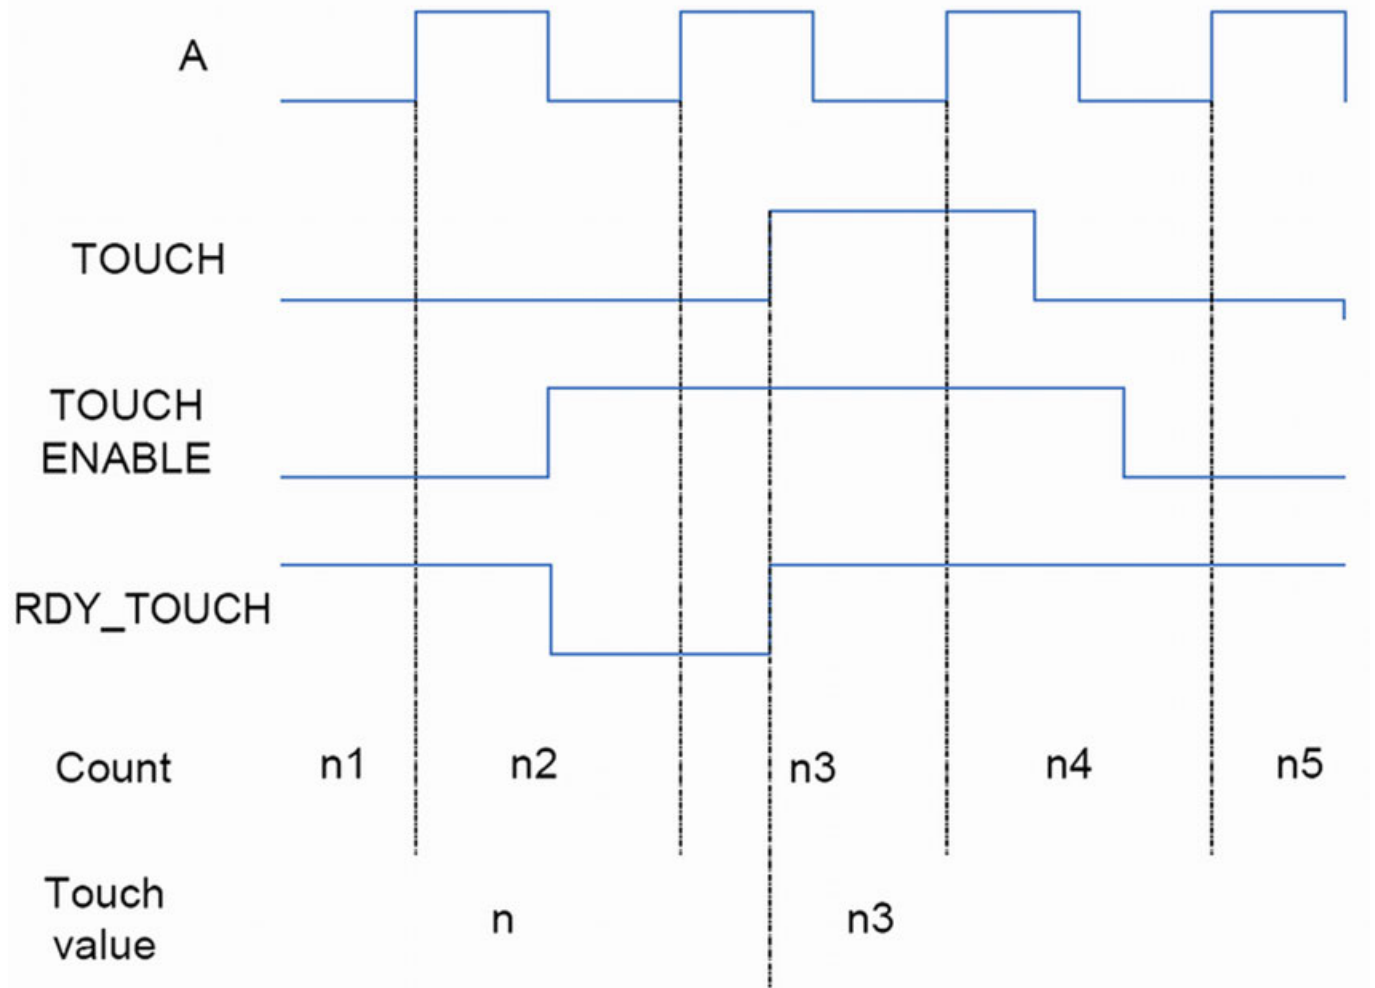 A
TOUCH
TOUCH
ENABLE
RDY_TOUCH
Count n1 n2 n3 n4 n5
Touch
value
n n3